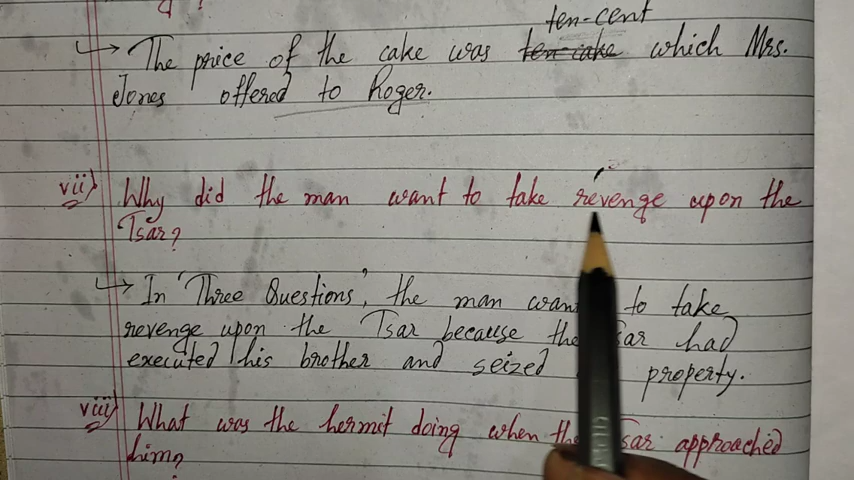 ten-cent
The price of the cake was ten-cake which Mrs.
Jones offered to Roger.
vii) Why did the man want to take revenge upon the
Tsar?
In 'Three Questions', the man to take
revenge upon the Tsar because the had
executed his brother and seized property.
viii) What was the hermit doing when the Tsar approached
him?